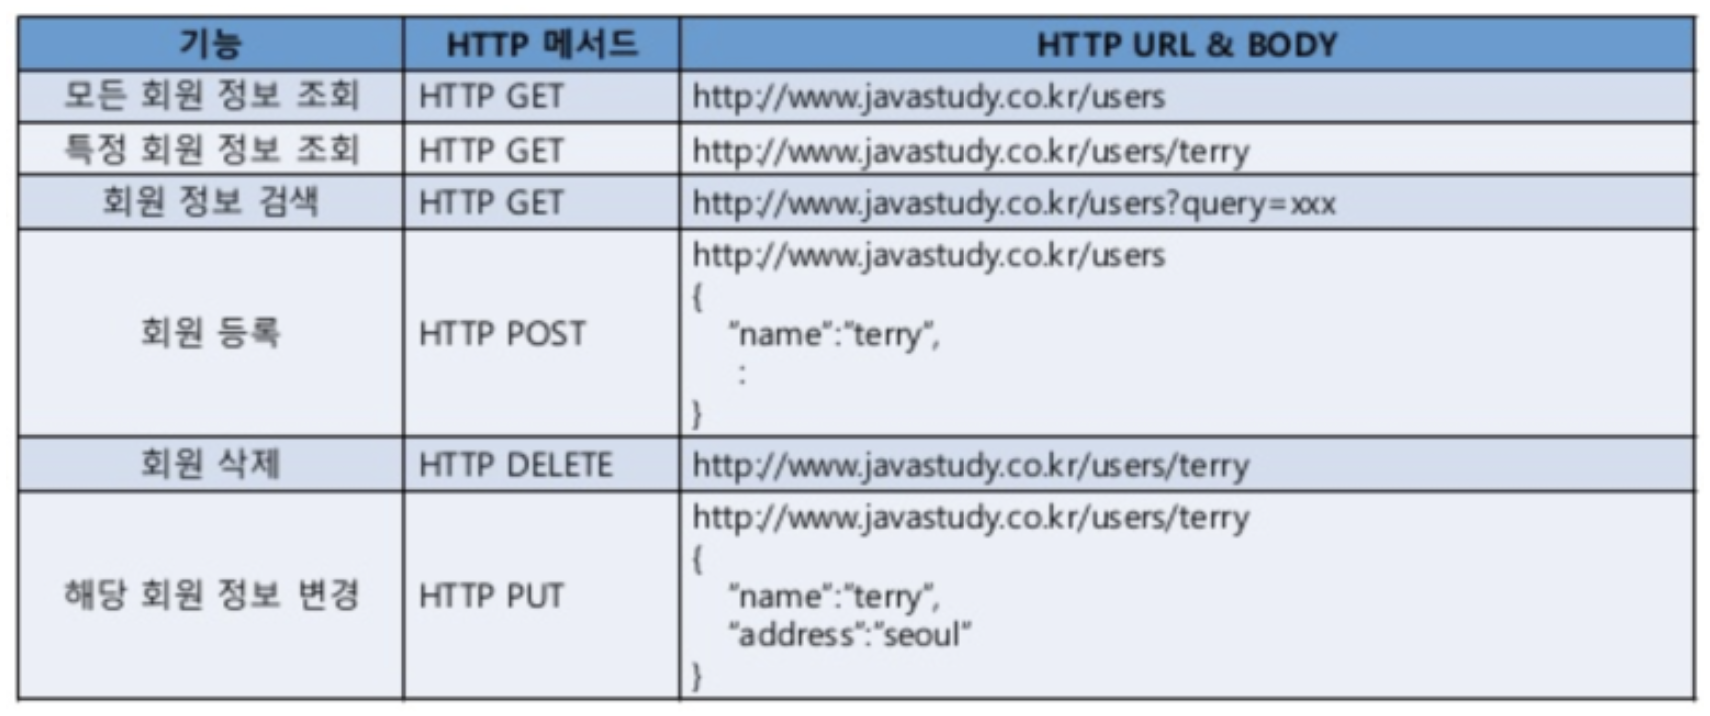 기능 HTTP 메서드 HTTP URL & BODY
모든 회원 정보 조회 HTTP GET http://www.javastudy.co.kr/users
특정 회원 정보 조회 HTTP GET http://www.javastudy.co.kr/users/terry
회원 정보 검색 HTTP GET http://www.javastudy.co.kr/users?query=xxx
회원 등록 HTTP POST http://www.javastudy.co.kr/users
{
"name":"terry",
:
}
회원 삭제 HTTP DELETE http://www.javastudy.co.kr/users/terry
해당 회원 정보 변경 HTTP PUT http://www.javastudy.co.kr/users/terry
{
"name":"terry",
"address":"seoul"
}